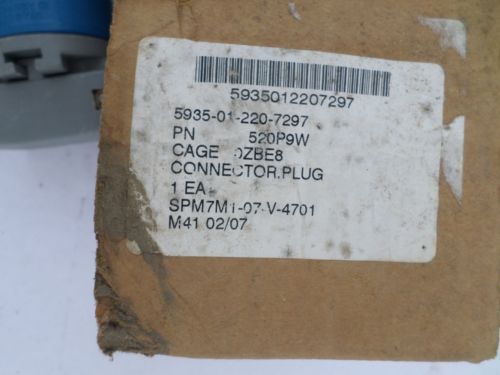 5935012207297
5935-01-220-7297
PN 520P9W
CAGE 0ZBE8
CONNECTOR,PLUG
1 EA
SPM7M1-07-V-4701
M41 02/07